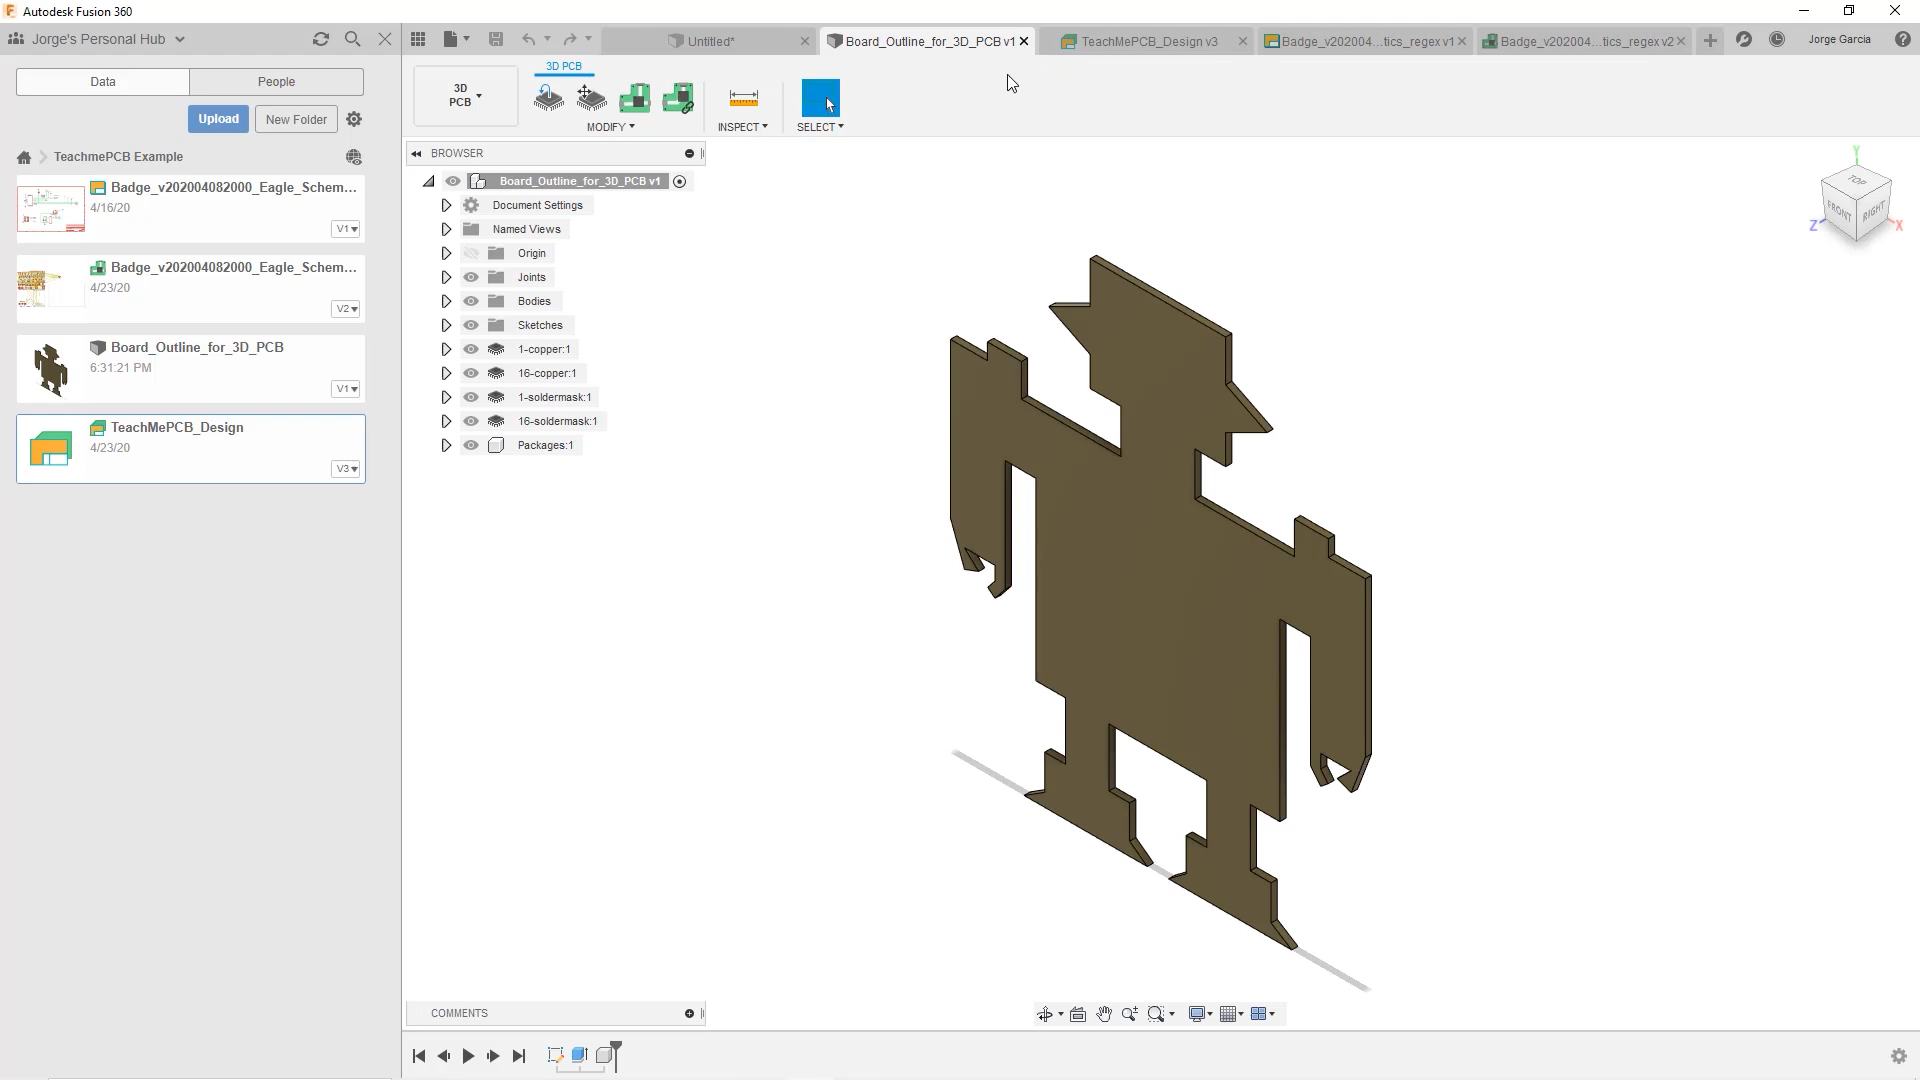 Autodesk Fusion 360
Jorge's Personal Hub
Untitled*
Board_Outline_for_3D_PCB v1
TeachMePCB_Design v3
Badge_v202004...tics_regex v1
Badge_v202004...tics_regex v2
Jorge Garcia
Data
People
Upload
New Folder
TeachmePCB Example
Badge_v202004082000_Eagle_Schem...
4/16/20
V1
Badge_v202004082000_Eagle_Schem...
4/23/20
V2
Board_Outline_for_3D_PCB
6:31:21 PM
V1
TeachMePCB_Design
4/23/20
V3
3D
PCB
3D PCB
MODIFY
INSPECT
SELECT
BROWSER
Board_Outline_for_3D_PCB v1
Document Settings
Named Views
Origin
Joints
Bodies
Sketches
1-copper:1
16-copper:1
1-soldermask:1
16-soldermask:1
Packages:1
Y
TOP
FRONT
RIGHT
Z
X
COMMENTS